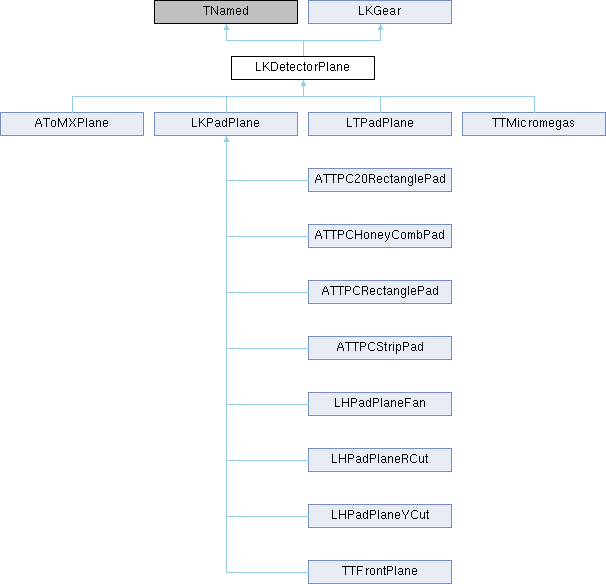 TNamed
LKGear
LKDetectorPlane
AToMXPlane
LKPadPlane
LTPadPlane
TTMicromegas
ATTPC20RectanglePad
ATTPCHoneyCombPad
ATTPCRectanglePad
ATTPCStripPad
LHPadPlaneFan
LHPadPlaneRCut
LHPadPlaneYCut
TTFrontPlane